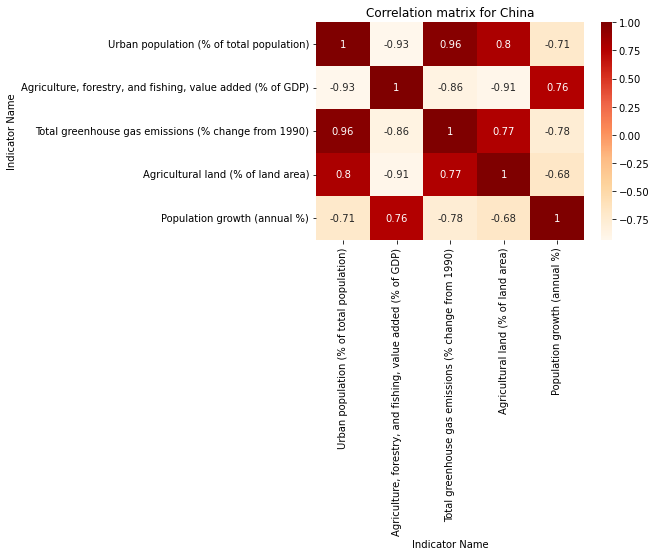 Correlation matrix for China
Indicator Name
Urban population (% of total population)
1 -0.93 0.96 0.8 -0.71
Agriculture, forestry, and fishing, value added (% of GDP)
-0.93 1 -0.86 -0.91 0.76
Total greenhouse gas emissions (% change from 1990)
0.96 -0.86 1 0.77 -0.78
Agricultural land (% of land area)
0.8 -0.91 0.77 1 -0.68
Population growth (annual %)
-0.71 0.76 -0.78 -0.68 1
1.00
0.75
0.50
0.25
0.00
−0.25
−0.50
−0.75
Urban population (% of total population)
Agriculture, forestry, and fishing, value added (% of GDP)
Total greenhouse gas emissions (% change from 1990)
Agricultural land (% of land area)
Population growth (annual %)
Indicator Name